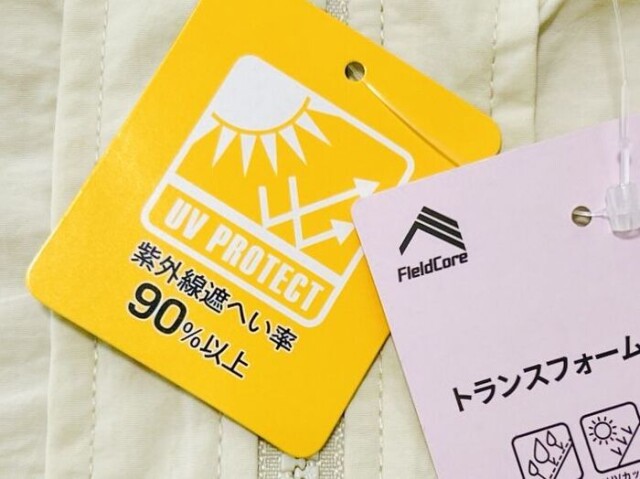 UV PROTECT
紫外線遮へい率
90%以上
FieldCore
トランスフォーム